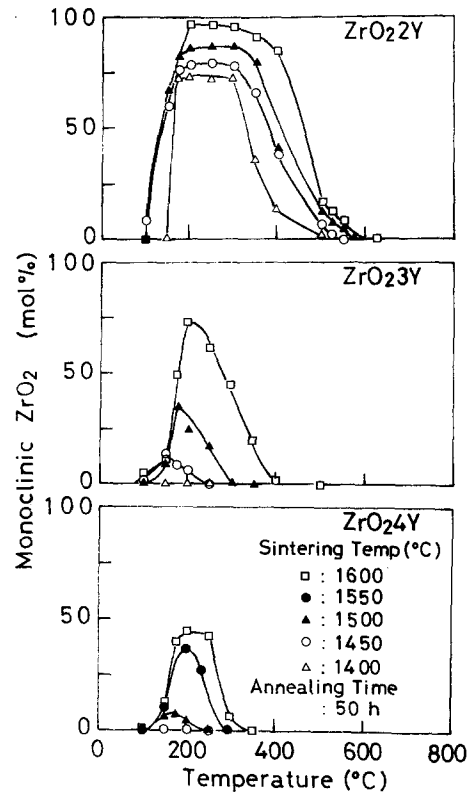 100
ZrO₂2Y
50
0
100
ZrO₂3Y
50
0
100
ZrO₂4Y
Sintering Temp(°C)
□ : 1600
● : 1550
50
▲ : 1500
○ : 1450
△ : 1400
Annealing Time
: 50 h
0
0 200 400 600 800
Temperature (°C)
Monoclinic ZrO₂ (mol%)